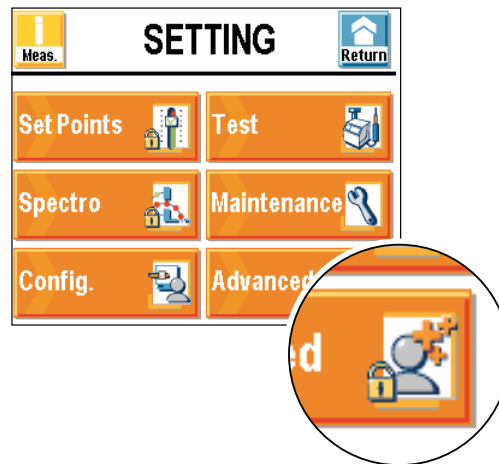 Meas.
SETTING
Return
Set Points
Test
Spectro
Maintenance
Config.
Advanced
ed